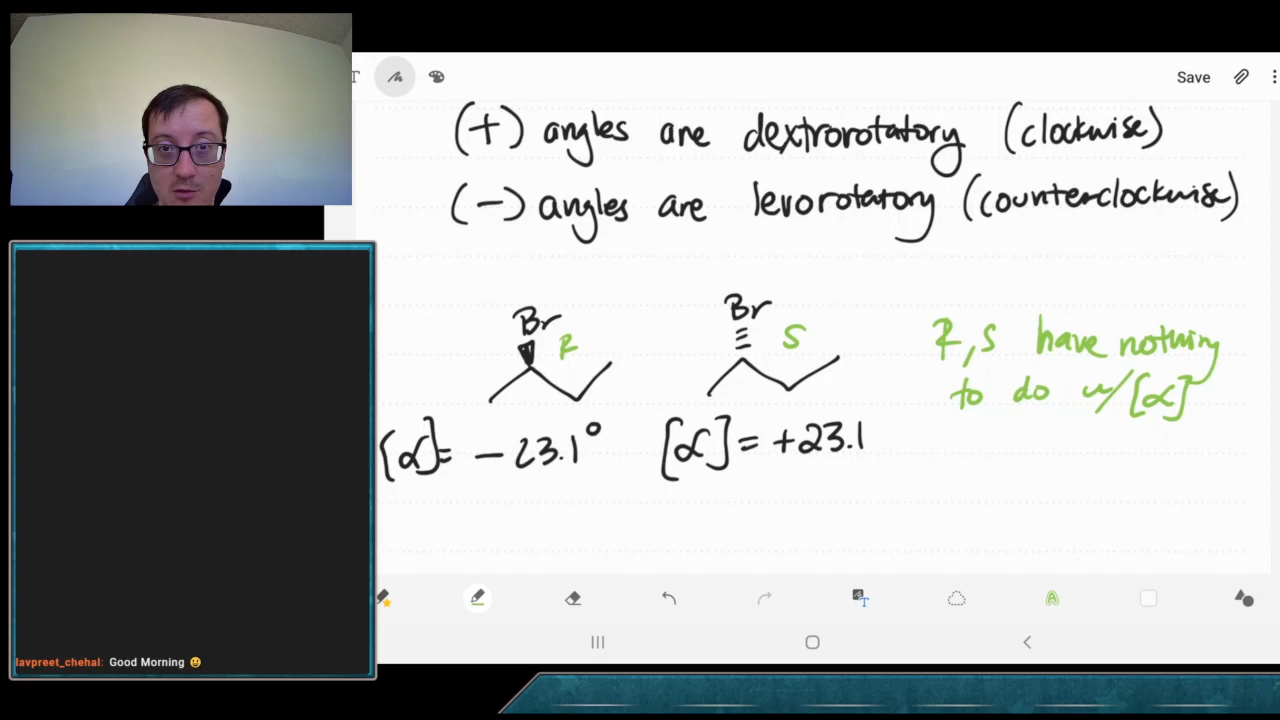 T
Save
(+) angles are dextrorotatory (clockwise)
(-) angles are levorotatory (counterclockwise)
Br
R
Br
S
R,S have nothing
to do w/[α]
[α]= -23.1°
[α] = +23.1
A
T
lavpreet_chehal: Good Morning 😀